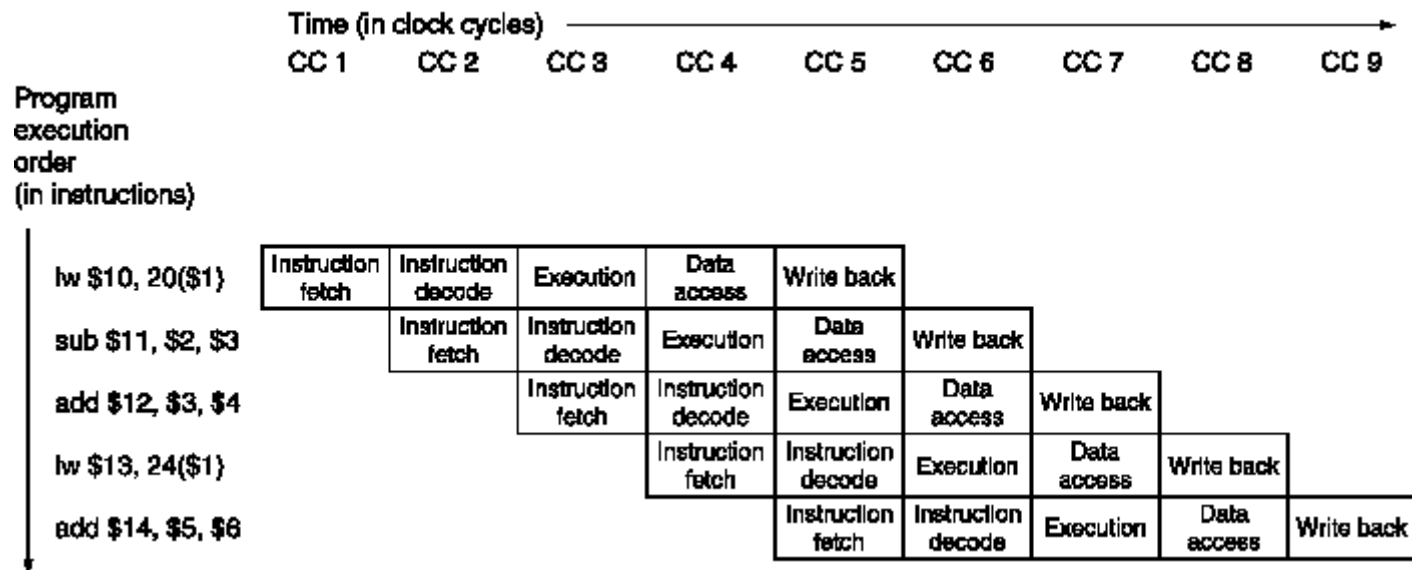 Time (in clock cycles)
CC 1 CC 2 CC 3 CC 4 CC 5 CC 6 CC 7 CC 8 CC 9
Program
execution
order
(in instructions)
lw $10, 20($1)
Instruction fetch
Instruction decode
Execution
Data access
Write back
sub $11, $2, $3
Instruction fetch
Instruction decode
Execution
Data access
Write back
add $12, $3, $4
Instruction fetch
Instruction decode
Execution
Data access
Write back
lw $13, 24($1)
Instruction fetch
Instruction decode
Execution
Data access
Write back
add $14, $5, $6
Instruction fetch
Instruction decode
Execution
Data access
Write back